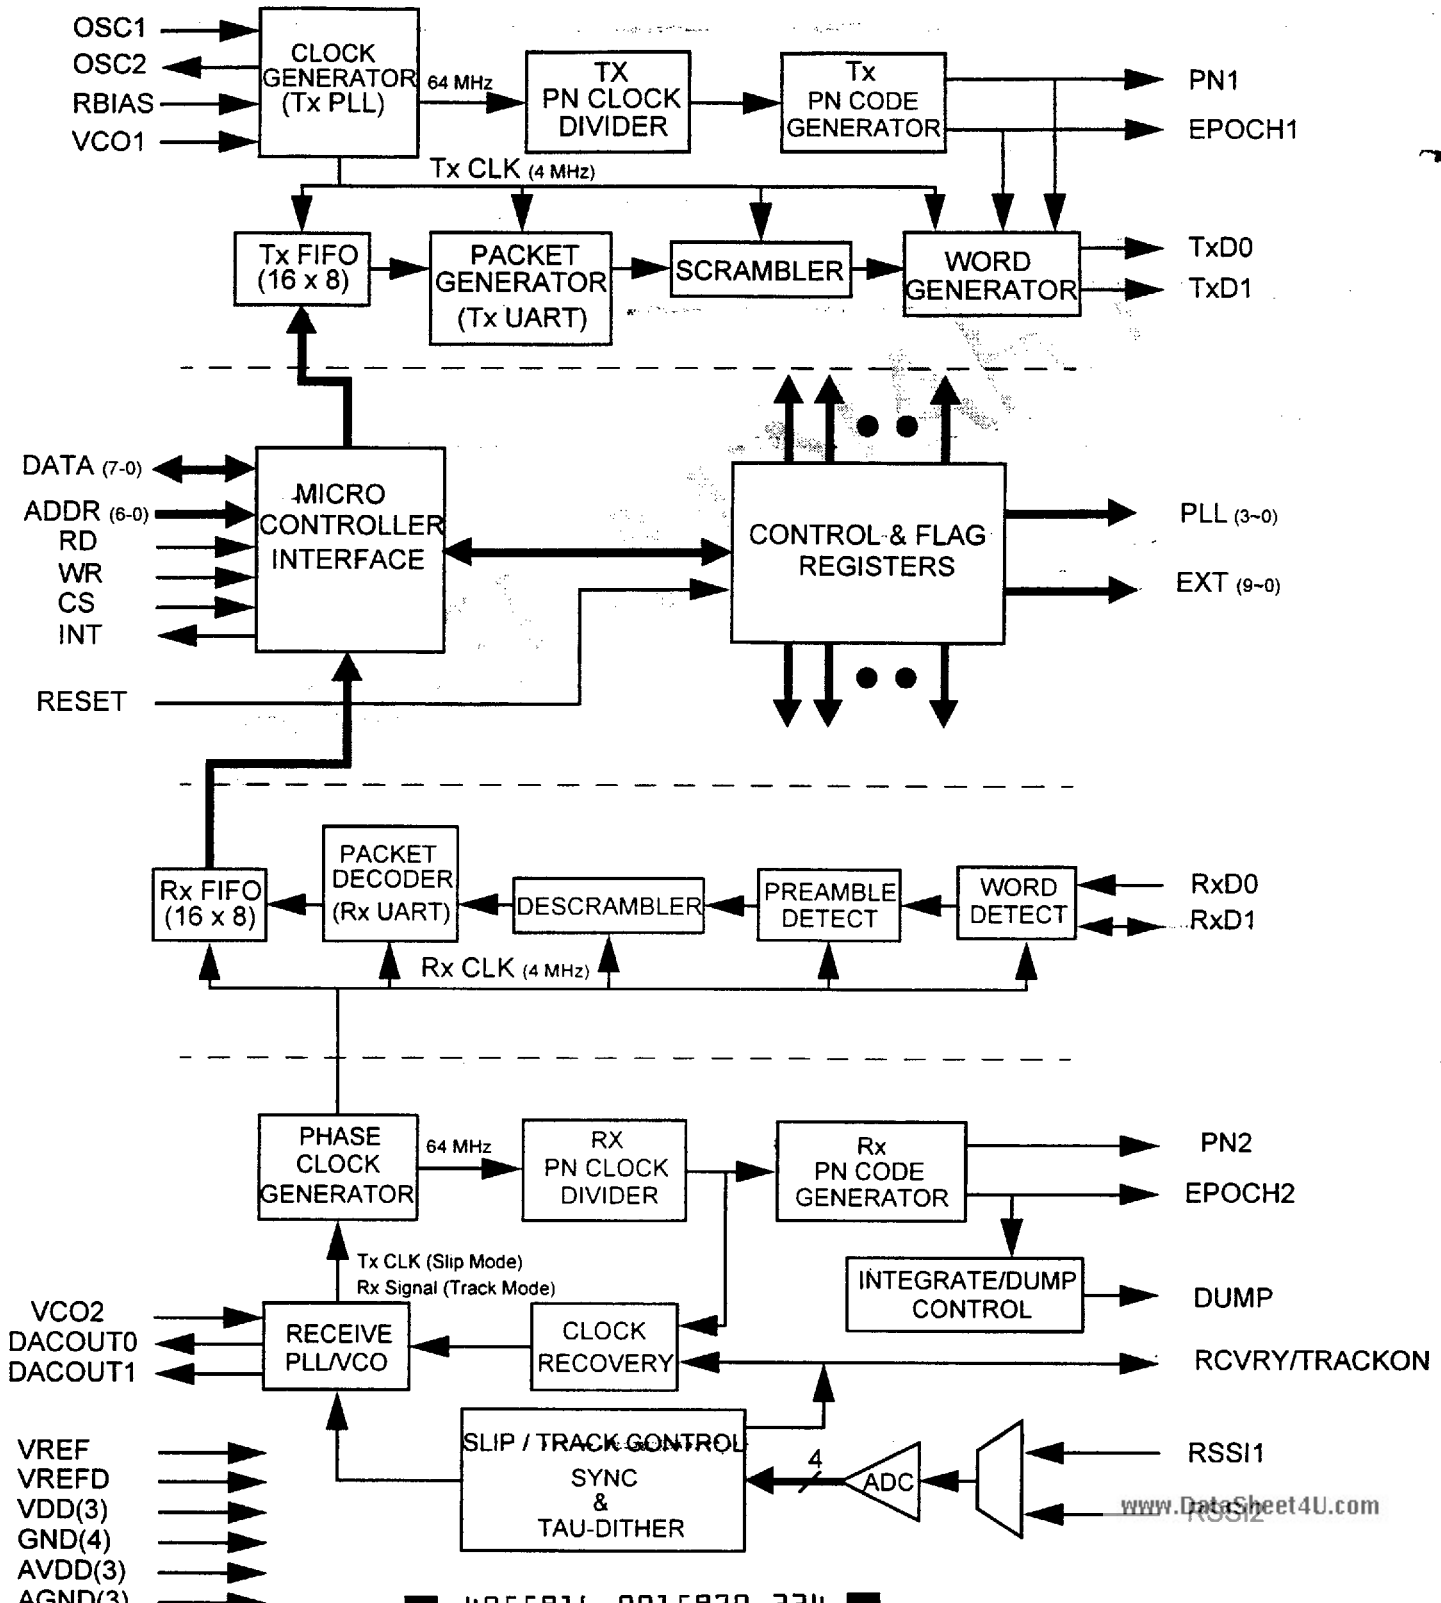 OSC1
OSC2
RBIAS
VCO1
CLOCK
GENERATOR
(Tx PLL)
64 MHz
TX
PN CLOCK
DIVIDER
Tx
PN CODE
GENERATOR
PN1
EPOCH1
Tx CLK (4 MHz)
Tx FIFO
(16 x 8)
PACKET
GENERATOR
(Tx UART)
SCRAMBLER
WORD
GENERATOR
TxD0
TxD1
DATA (7-0)
ADDR (6-0)
RD
WR
CS
INT
RESET
MICRO
CONTROLLER
INTERFACE
CONTROL & FLAG
REGISTERS
PLL (3~0)
EXT (9~0)
Rx FIFO
(16 x 8)
PACKET
DECODER
(Rx UART)
DESCRAMBLER
PREAMBLE
DETECT
WORD
DETECT
RxD0
RxD1
Rx CLK (4 MHz)
PHASE
CLOCK
GENERATOR
64 MHz
RX
PN CLOCK
DIVIDER
Rx
PN CODE
GENERATOR
PN2
EPOCH2
Tx CLK (Slip Mode)
Rx Signal (Track Mode)
INTEGRATE/DUMP
CONTROL
DUMP
VCO2
DACOUT0
DACOUT1
RECEIVE
PLL/VCO
CLOCK
RECOVERY
RCVRY/TRACKON
SLIP / TRACK CONTROL
SYNC
&
TAU-DITHER
4
ADC
RSSI1
RSSI2
www.DataSheet4U.com
VREF
VREFD
VDD(3)
GND(4)
AVDD(3)
AGND(3)